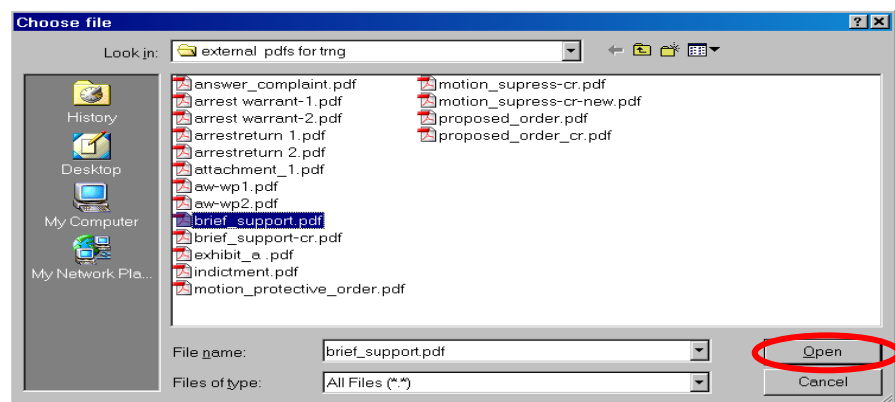 Choose file
Look in: external pdfs for trng
History
Desktop
My Computer
My Network Pla...
answer_complaint.pdf
arrest warrant-1.pdf
arrest warrant-2.pdf
arrestreturn 1.pdf
arrestreturn 2.pdf
attachment_1.pdf
aw-wp1.pdf
aw-wp2.pdf
brief_support.pdf
brief_support-cr.pdf
exhibit_a .pdf
indictment.pdf
motion_protective_order.pdf
motion_supress-cr.pdf
motion_supress-cr-new.pdf
proposed_order.pdf
proposed_order_cr.pdf
File name: brief_support.pdf Open
Files of type: All Files (*.*) Cancel